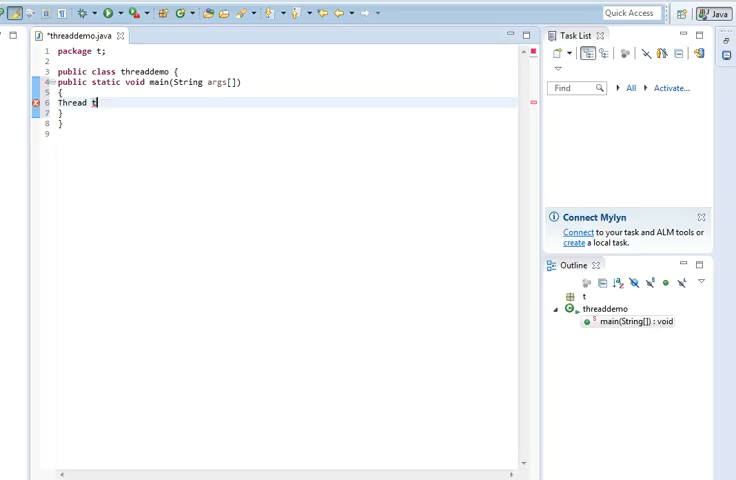 Quick Access
Java
*threaddemo.java
1 package t;
2
3 public class threaddemo {
4 public static void main(String args[])
5 {
6 Thread t
7 }
8 }
9
Task List
Find
All
Activate...
Connect Mylyn
Connect to your task and ALM tools or
create a local task.
Outline
t
threaddemo
S main(String[]) : void